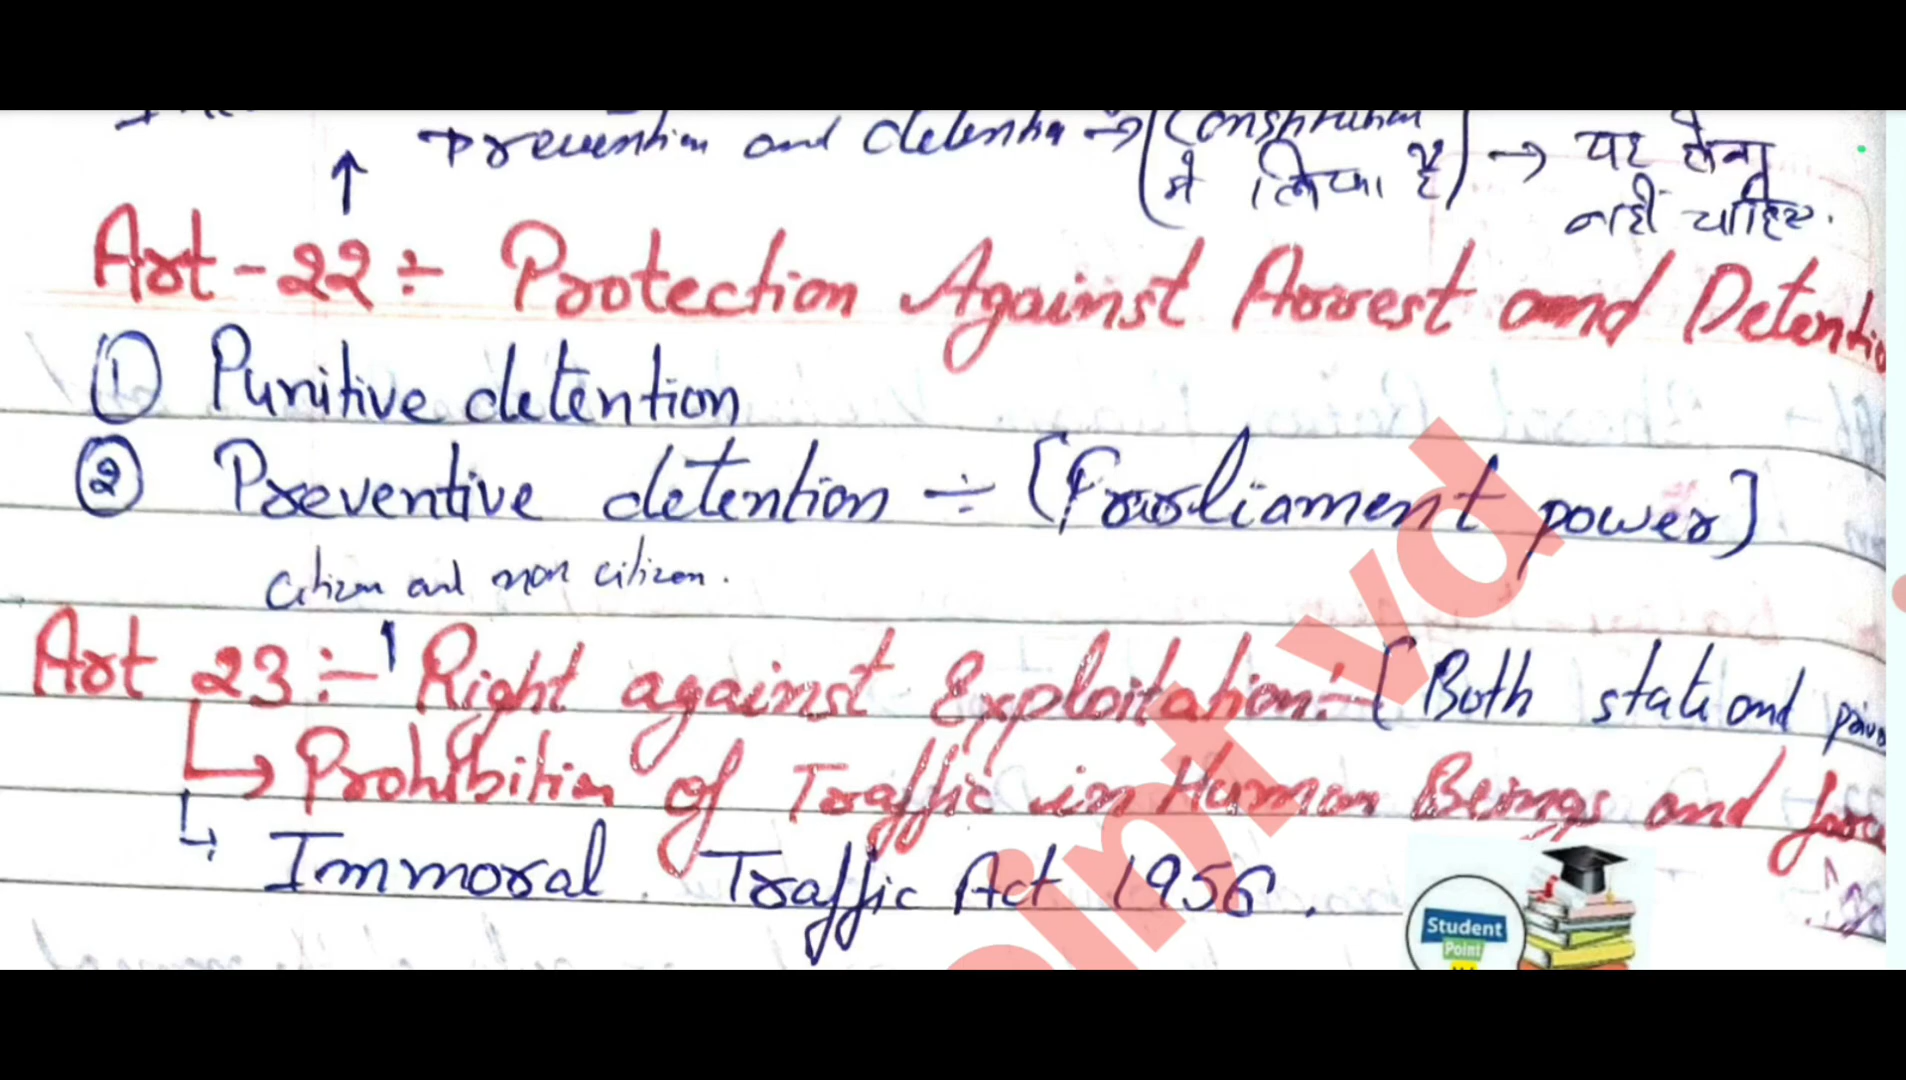 prevention and detention → (Constitution में लिखा है) → पर होना नहीं चाहिए.
Art-22 ÷ Protection Against Arrest and Detentio
① Punitive detention
② Preventive detention ÷ [Parliament power]
citizen and non citizen.
Art 23 :- Right against Exploitation :- [Both state and priva
↳ Prohibition of Traffic in Human Beings and forc
↳ Immoral Traffic Act 1956.
oint vd
Student
Point